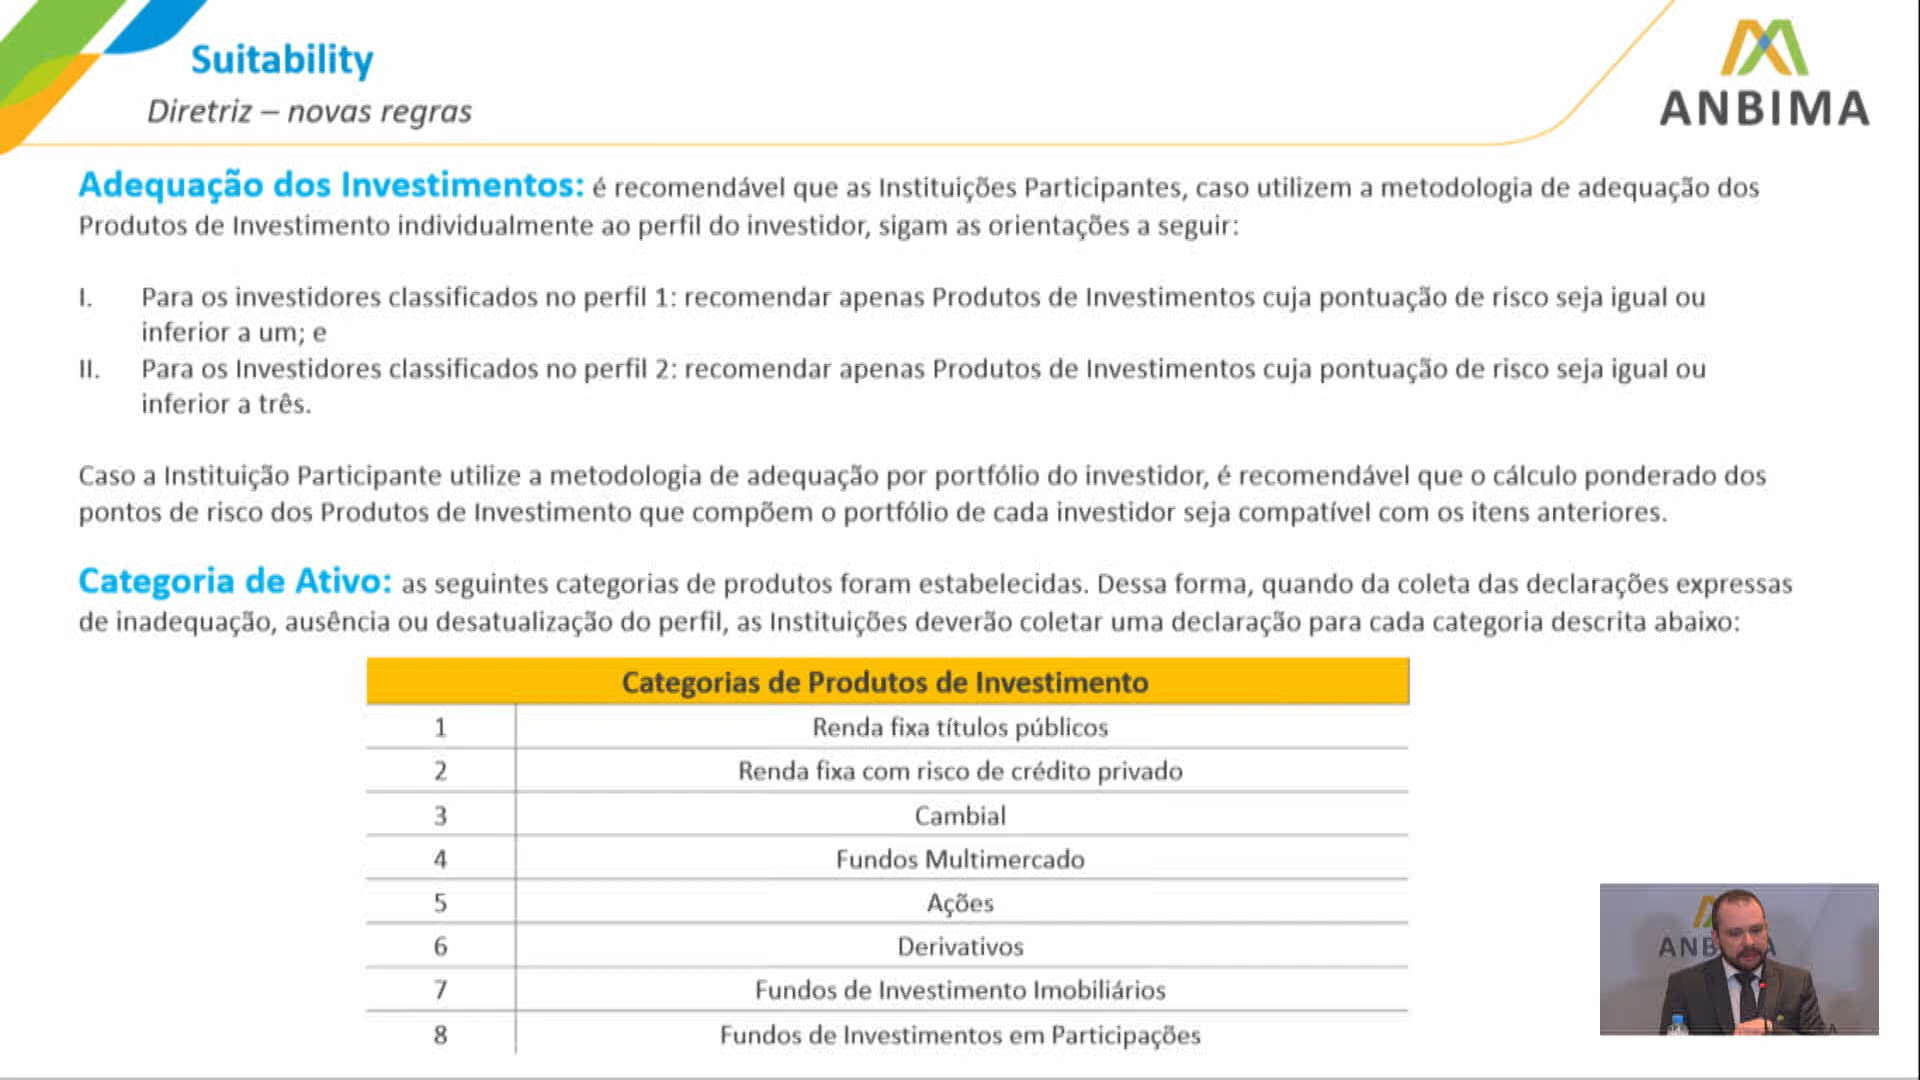 Suitability
Diretriz – novas regras
ANBIMA
Adequação dos Investimentos: é recomendável que as Instituições Participantes, caso utilizem a metodologia de adequação dos
Produtos de Investimento individualmente ao perfil do investidor, sigam as orientações a seguir:
I. Para os investidores classificados no perfil 1: recomendar apenas Produtos de Investimentos cuja pontuação de risco seja igual ou
inferior a um; e
II. Para os Investidores classificados no perfil 2: recomendar apenas Produtos de Investimentos cuja pontuação de risco seja igual ou
inferior a três.
Caso a Instituição Participante utilize a metodologia de adequação por portfólio do investidor, é recomendável que o cálculo ponderado dos
pontos de risco dos Produtos de Investimento que compõem o portfólio de cada investidor seja compatível com os itens anteriores.
Categoria de Ativo: as seguintes categorias de produtos foram estabelecidas. Dessa forma, quando da coleta das declarações expressas
de inadequação, ausência ou desatualização do perfil, as Instituições deverão coletar uma declaração para cada categoria descrita abaixo:
Categorias de Produtos de Investimento
1 Renda fixa títulos públicos
2 Renda fixa com risco de crédito privado
3 Cambial
4 Fundos Multimercado
5 Ações
6 Derivativos
7 Fundos de Investimento Imobiliários
8 Fundos de Investimentos em Participações